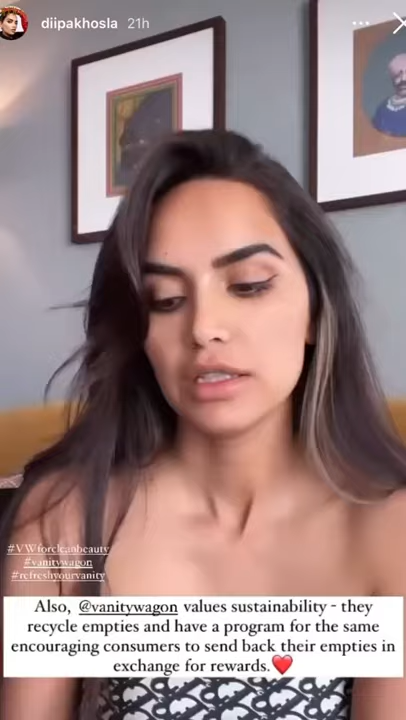 diipakhosla 21h
#VWforcleanbeauty
#vanitywagon
#refreshyourvanity
Also, @vanitywagon values sustainability - they
recycle empties and have a program for the same
encouraging consumers to send back their empties in
exchange for rewards.❤️